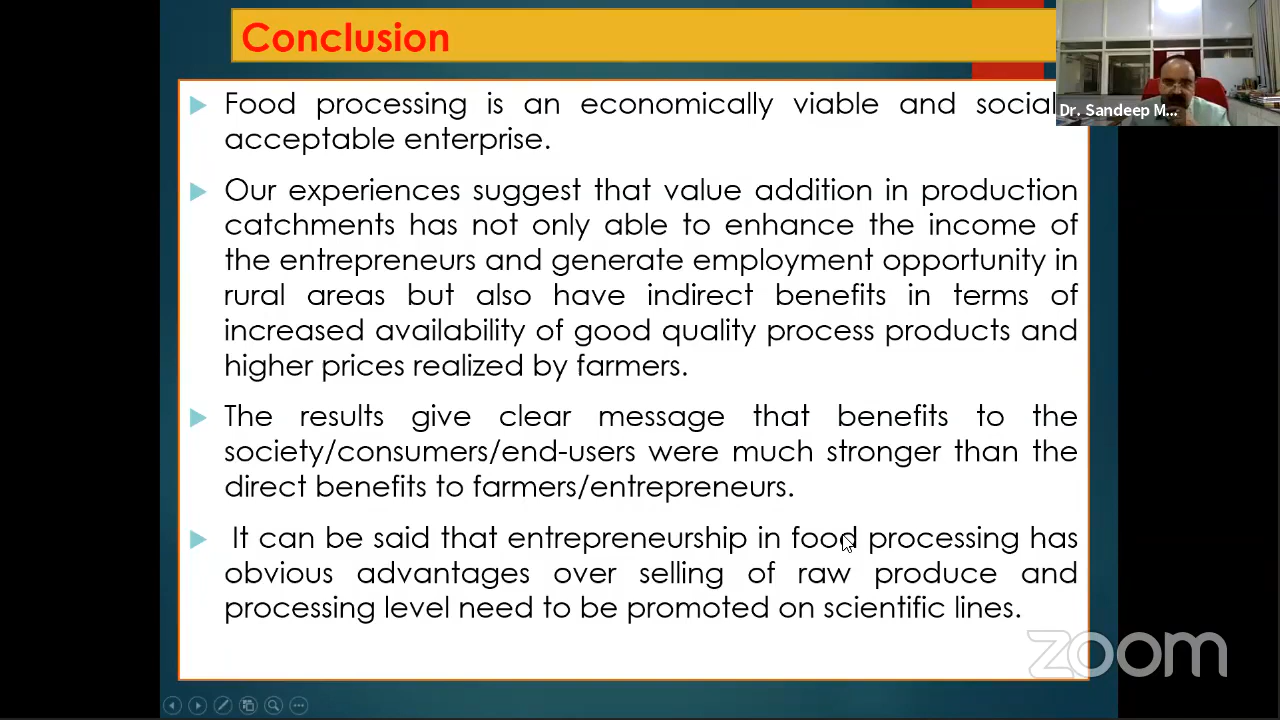 Conclusion
Food processing is an economically viable and social
acceptable enterprise.
Our experiences suggest that value addition in production
catchments has not only able to enhance the income of
the entrepreneurs and generate employment opportunity in
rural areas but also have indirect benefits in terms of
increased availability of good quality process products and
higher prices realized by farmers.
The results give clear message that benefits to the
society/consumers/end-users were much stronger than the
direct benefits to farmers/entrepreneurs.
It can be said that entrepreneurship in food processing has
obvious advantages over selling of raw produce and
processing level need to be promoted on scientific lines.
Dr. Sandeep M...
zoom